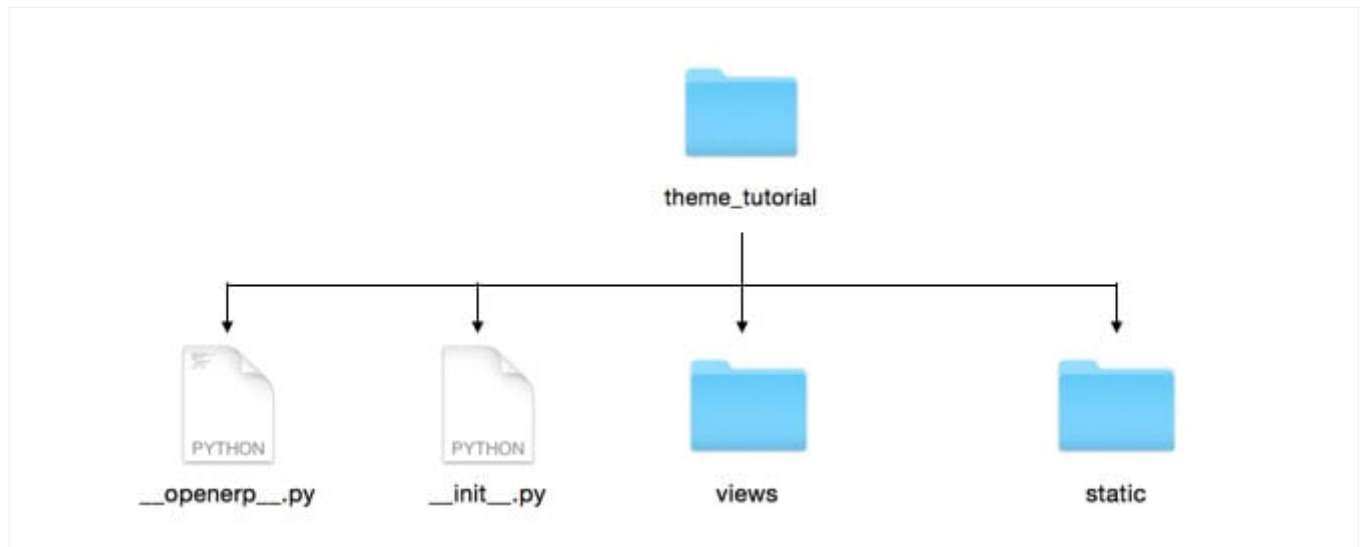 theme_tutorial
PYTHON
PYTHON
__openerp__.py
__init__.py
views
static